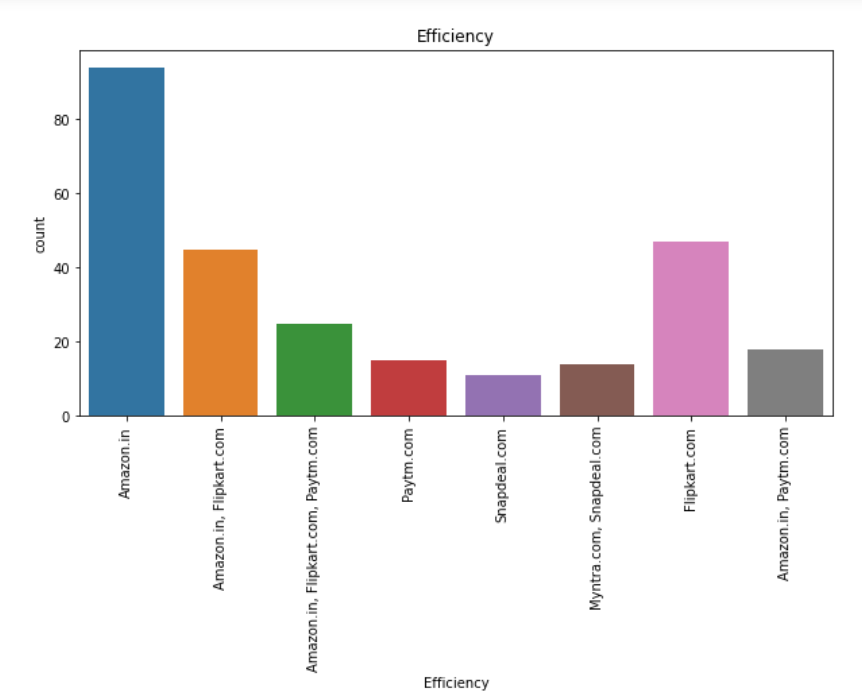 Efficiency
count
80
60
40
20
0
Amazon.in
Amazon.in, Flipkart.com
Amazon.in, Flipkart.com, Paytm.com
Paytm.com
Snapdeal.com
Myntra.com, Snapdeal.com
Flipkart.com
Amazon.in, Paytm.com
Efficiency